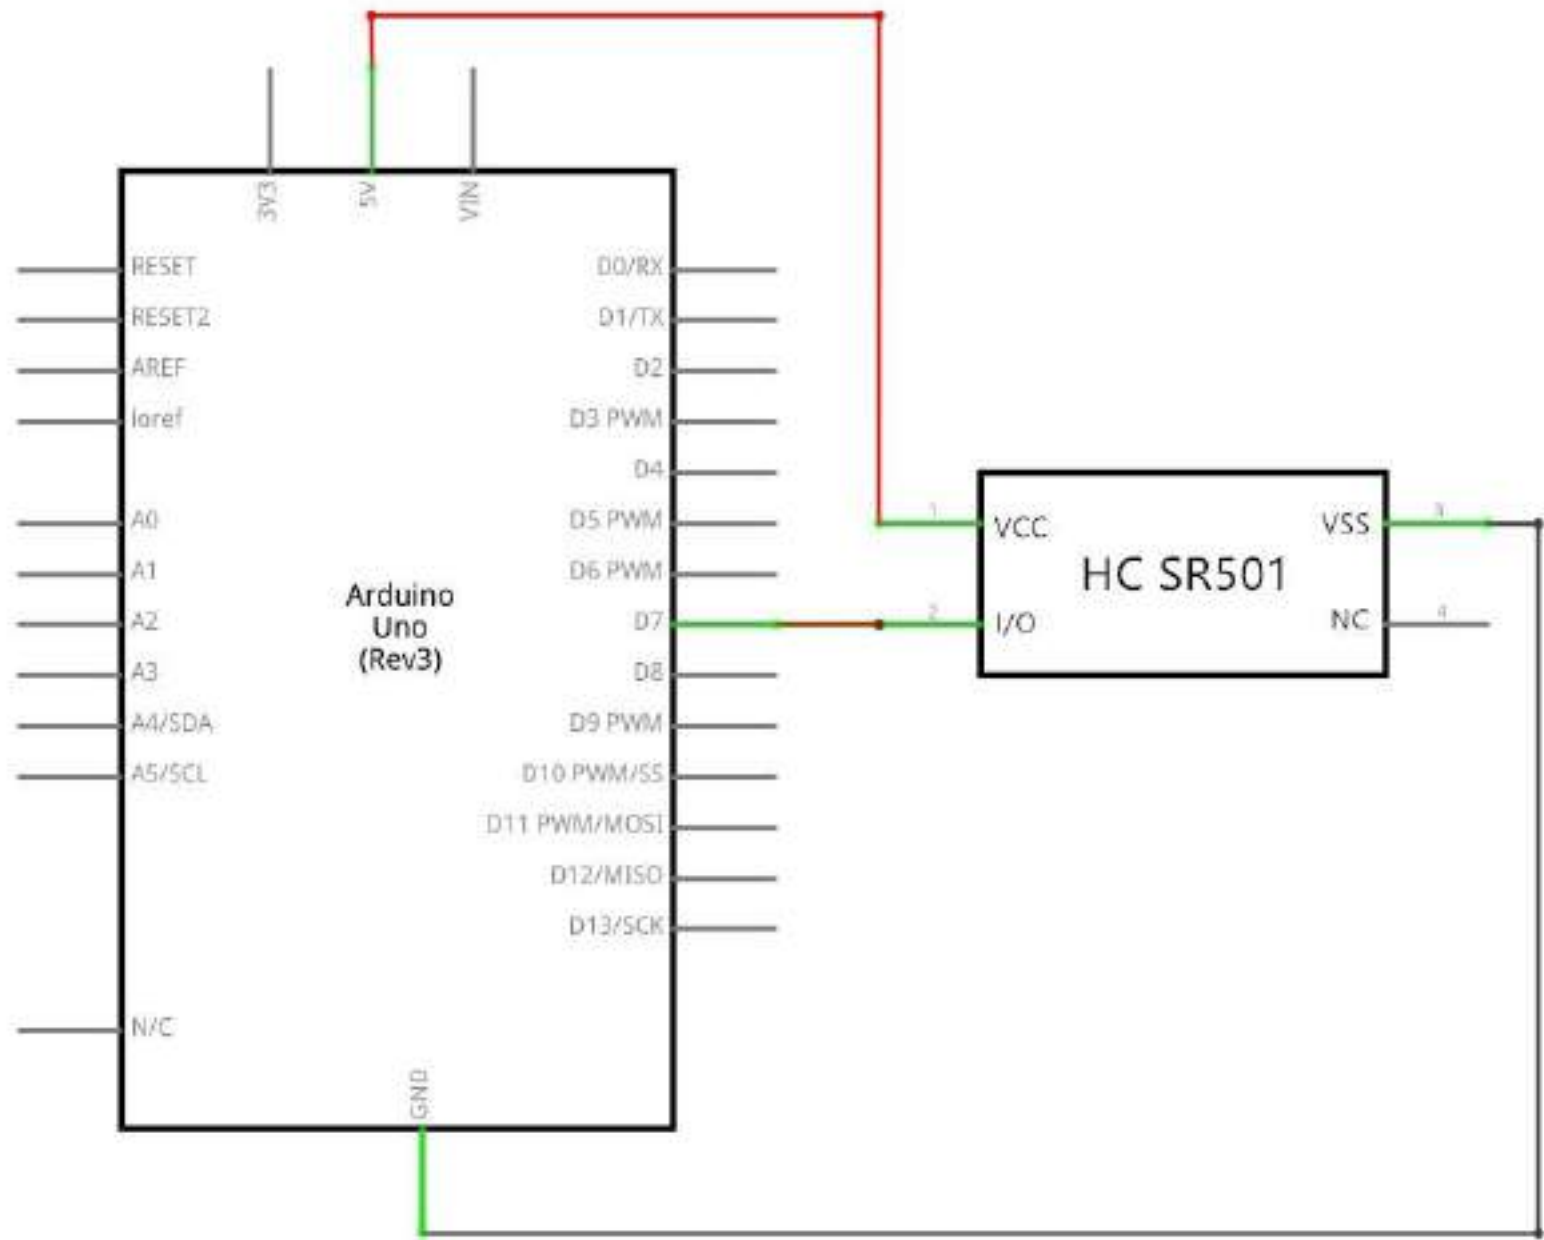 3V3
5V
VIN
RESET
RESET2
AREF
Ioref
A0
A1
A2
A3
A4/SDA
A5/SCL
N/C
Arduino
Uno
(Rev3)
D0/RX
D1/TX
D2
D3 PWM
D4
D5 PWM
D6 PWM
D7
D8
D9 PWM
D10 PWM/SS
D11 PWM/MOSI
D12/MISO
D13/SCK
GND
1
VCC
2
I/O
HC SR501
VSS
3
NC
4